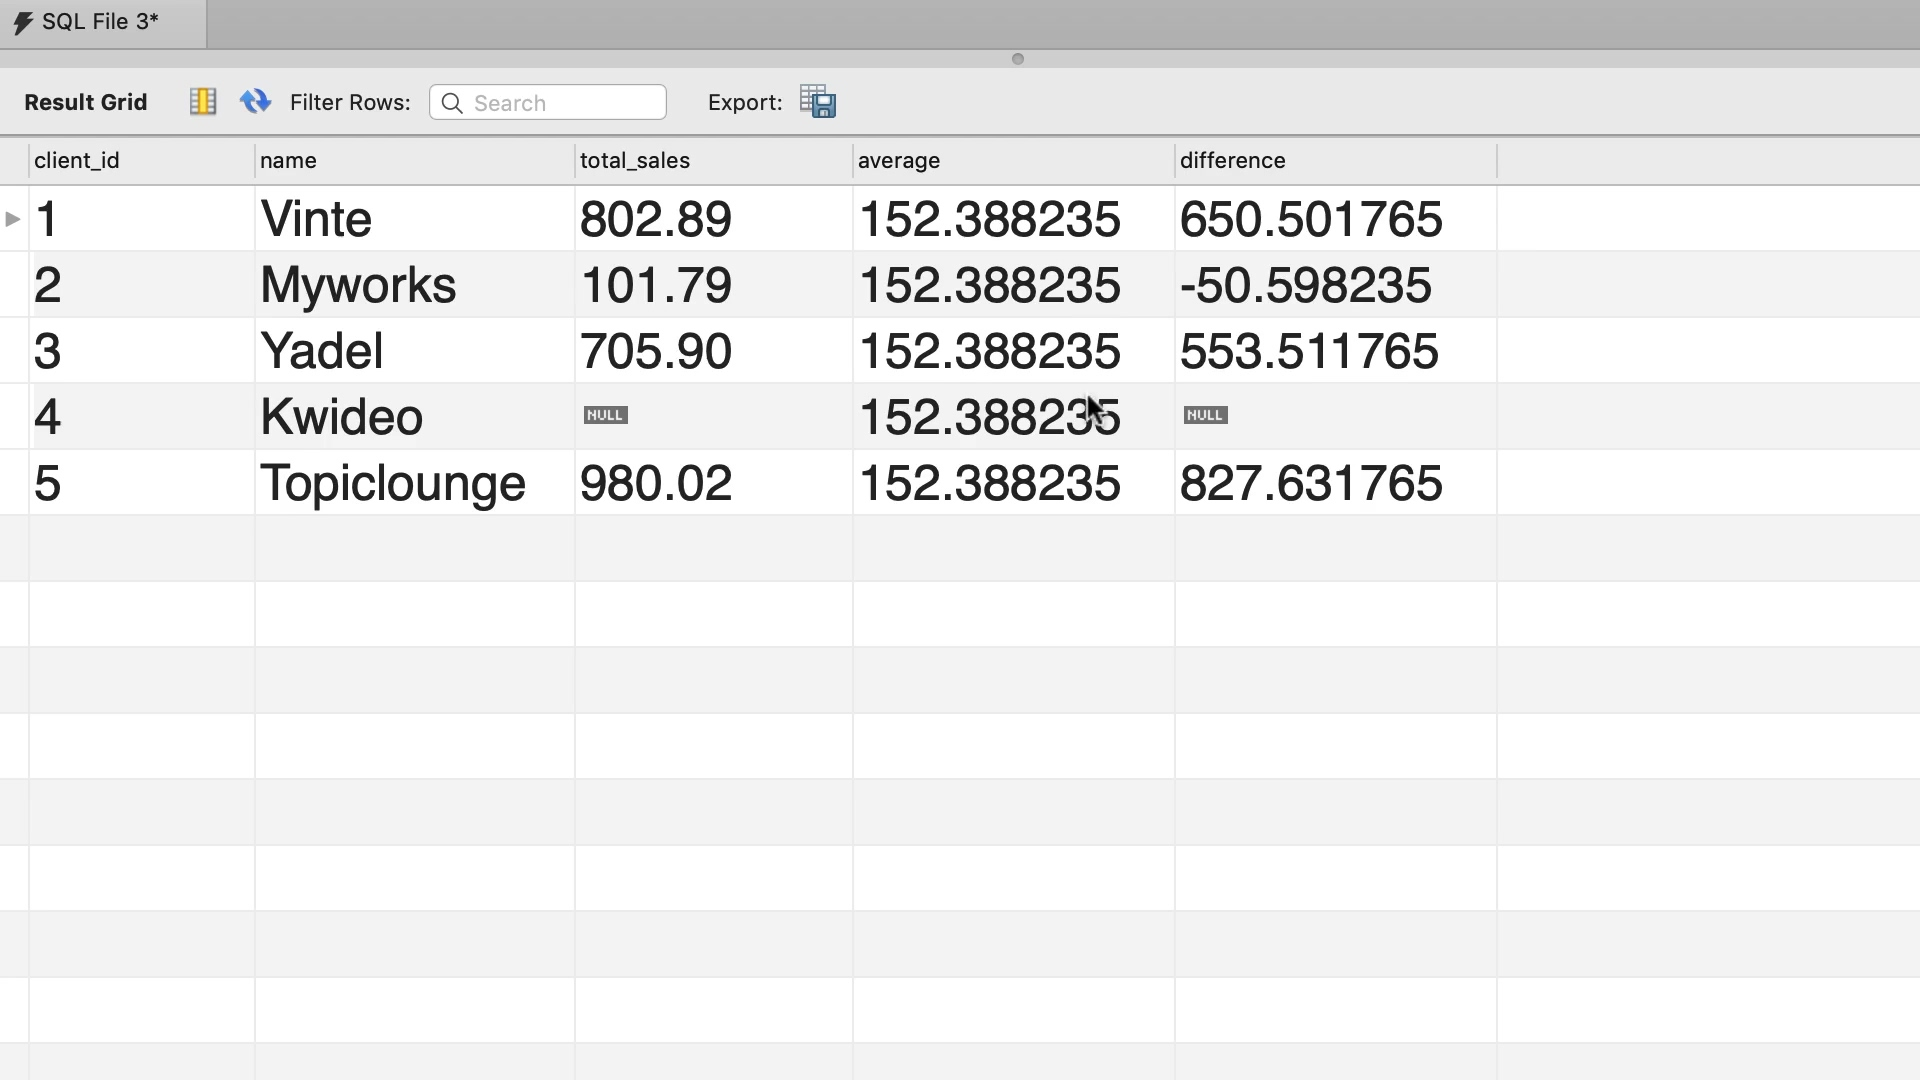 SQL File 3*
Result Grid Filter Rows: Search Export:
client_id name total_sales average difference
1 Vinte 802.89 152.388235 650.501765
2 Myworks 101.79 152.388235 -50.598235
3 Yadel 705.90 152.388235 553.511765
4 Kwideo NULL 152.388235 NULL
5 Topiclounge 980.02 152.388235 827.631765